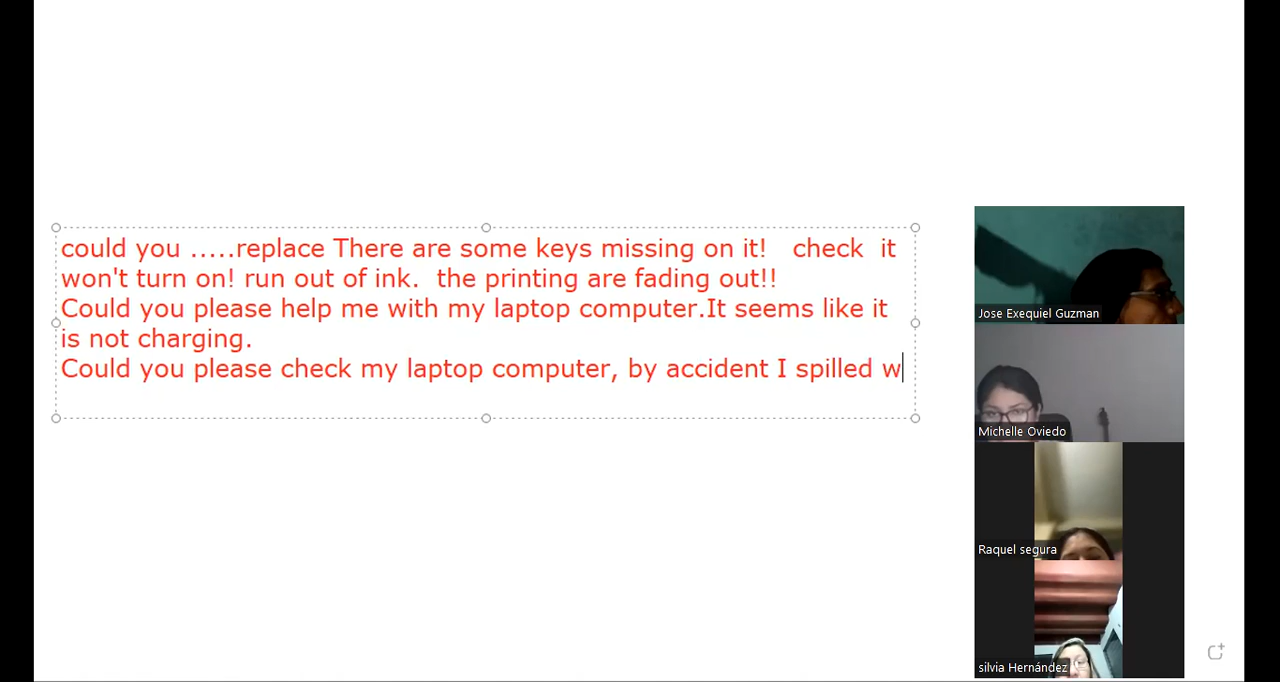 could you .....replace There are some keys missing on it!   check  it
won't turn on! run out of ink.  the printing are fading out!!
Could you please help me with my laptop computer.It seems like it
is not charging.
Could you please check my laptop computer, by accident I spilled w
Jose Exequiel Guzman
Michelle Oviedo
Raquel segura
silvia Hernández